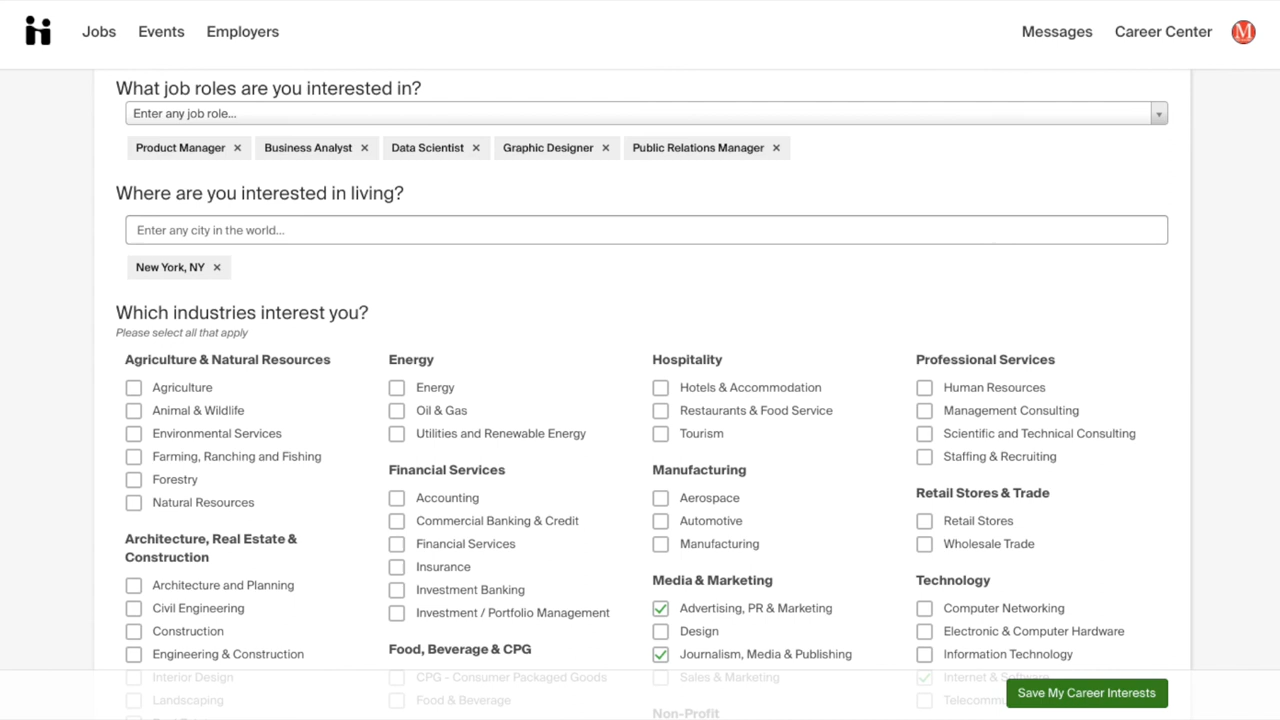 Jobs Events Employers Messages Career Center M
What job roles are you interested in?
Enter any job role...
Product Manager × Business Analyst × Data Scientist × Graphic Designer × Public Relations Manager ×
Where are you interested in living?
Enter any city in the world...
New York, NY ×
Which industries interest you?
Please select all that apply
Agriculture & Natural Resources
Agriculture
Animal & Wildlife
Environmental Services
Farming, Ranching and Fishing
Forestry
Natural Resources
Architecture, Real Estate &
Construction
Architecture and Planning
Civil Engineering
Construction
Engineering & Construction
Interior Design
Landscaping
Energy
Energy
Oil & Gas
Utilities and Renewable Energy
Financial Services
Accounting
Commercial Banking & Credit
Financial Services
Insurance
Investment Banking
Investment / Portfolio Management
Food, Beverage & CPG
CPG - Consumer Packaged Goods
Food & Beverage
Hospitality
Hotels & Accommodation
Restaurants & Food Service
Tourism
Manufacturing
Aerospace
Automotive
Manufacturing
Media & Marketing
Advertising, PR & Marketing
Design
Journalism, Media & Publishing
Sales & Marketing
Non-Profit
Professional Services
Human Resources
Management Consulting
Scientific and Technical Consulting
Staffing & Recruiting
Retail Stores & Trade
Retail Stores
Wholesale Trade
Technology
Computer Networking
Electronic & Computer Hardware
Information Technology
Internet & Software
Save My Career Interests